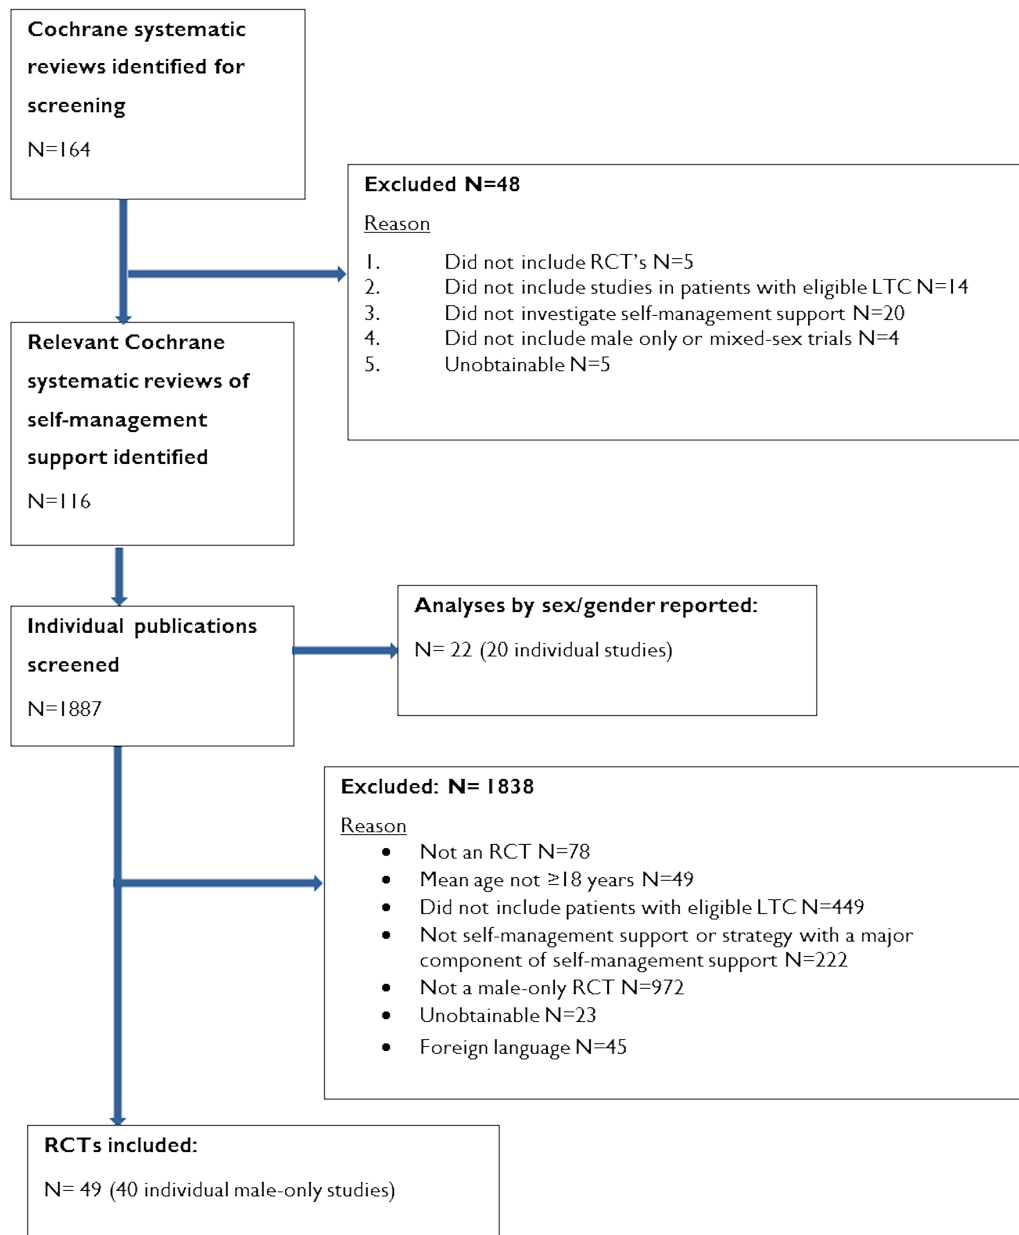 Cochrane systematic
reviews identified for
screening
N=164
Excluded N=48
Reason
1. Did not include RCT's N=5
2. Did not include studies in patients with eligible LTC N=14
3. Did not investigate self-management support N=20
4. Did not include male only or mixed-sex trials N=4
5. Unobtainable N=5
Relevant Cochrane
systematic reviews of
self-management
support identified
N=116
Individual publications
screened
N=1887
Analyses by sex/gender reported:
N= 22 (20 individual studies)
Excluded: N= 1838
Reason
• Not an RCT N=78
• Mean age not ≥18 years N=49
• Did not include patients with eligible LTC N=449
• Not self-management support or strategy with a major
component of self-management support N=222
• Not a male-only RCT N=972
• Unobtainable N=23
• Foreign language N=45
RCTs included:
N= 49 (40 individual male-only studies)